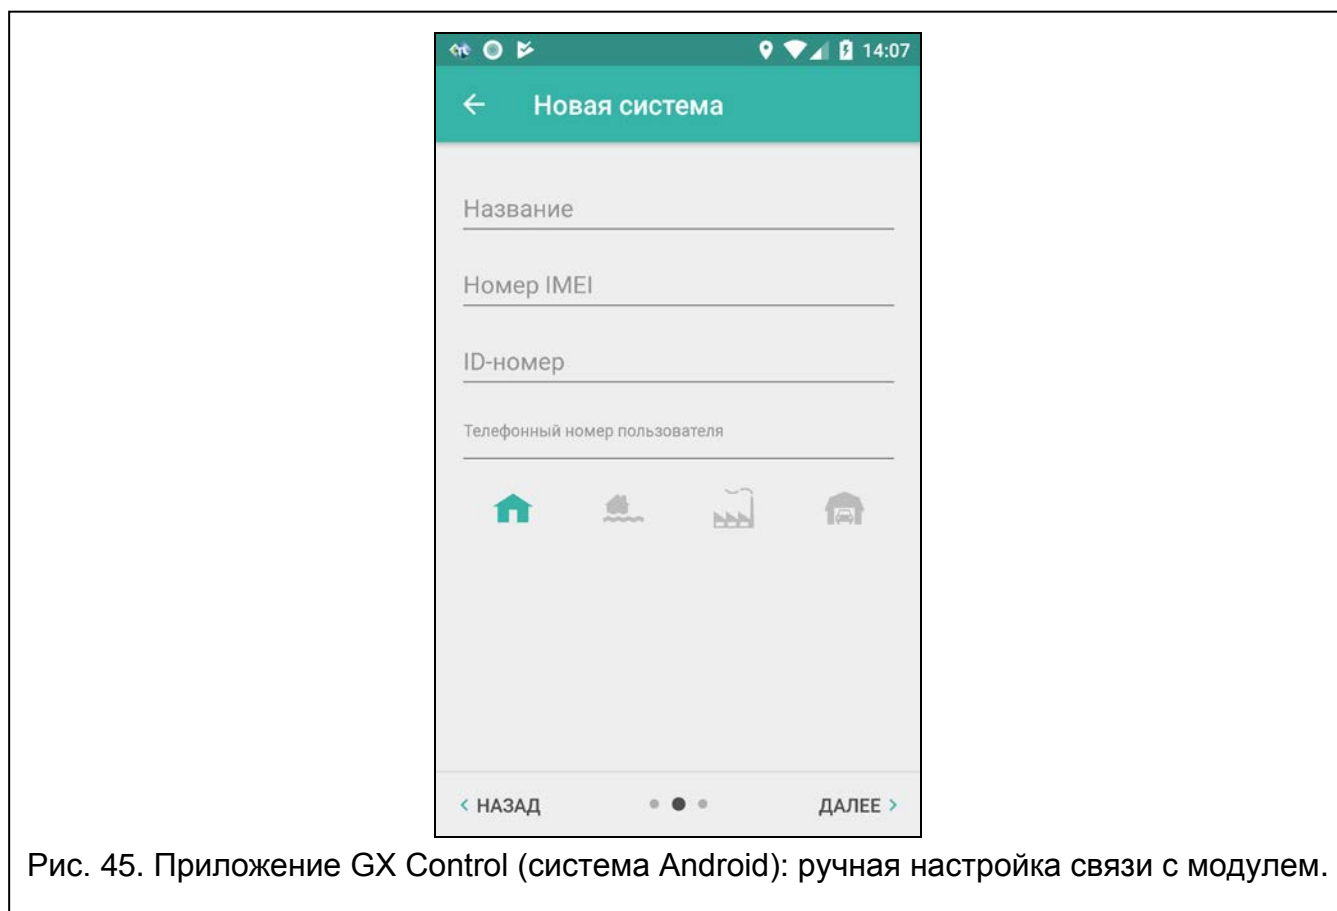 14:07
Новая система
Название
Номер IMEI
ID-номер
Телефонный номер пользователя
< НАЗАД
ДАЛЕЕ >
Рис. 45. Приложение GX Control (система Android): ручная настройка связи с модулем.